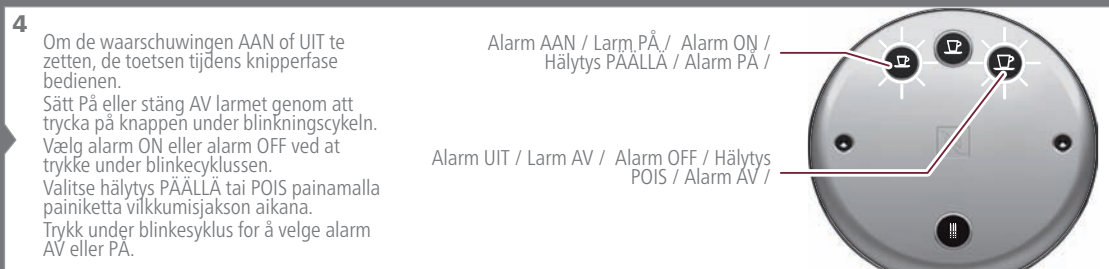 4
Om de waarschuwingen AAN of UIT te
zetten, de toetsen tijdens knipperfase
bedienen.
Sätt På eller stäng AV larmet genom att
trycka på knappen under blinkningscykeln.
Vælg alarm ON eller alarm OFF ved at
trykke under blinkecyklussen.
Valitse hälytys PÄÄLLÄ tai POIS painamalla
painiketta vilkkumisjakson aikana.
Trykk under blinkesyklus for å velge alarm
AV eller PÅ.
Alarm AAN / Larm PÅ / Alarm ON /
Hälytys PÄÄLLÄ / Alarm PÅ /
Alarm UIT / Larm AV / Alarm OFF / Hälytys
POIS / Alarm AV /